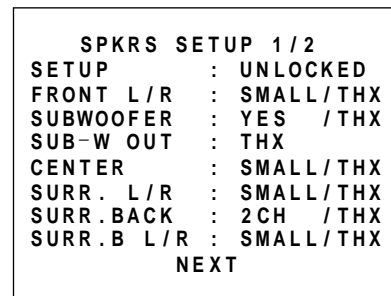 SPKRS SETUP 1/2
SETUP : UNLOCKED
FRONT L/R : SMALL/THX
SUBWOOFER : YES /THX
SUB-W OUT : THX
CENTER : SMALL/THX
SURR. L/R : SMALL/THX
SURR.BACK : 2CH /THX
SURR.B L/R : SMALL/THX
NEXT